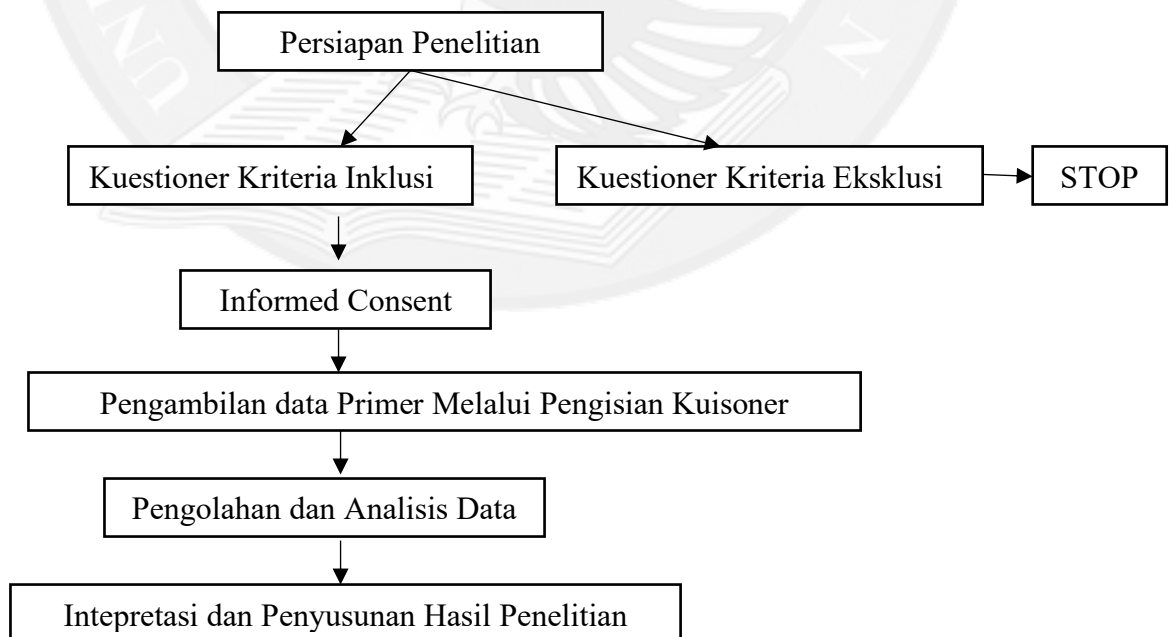 Persiapan Penelitian
Kuestioner Kriteria Inklusi
Kuestioner Kriteria Eksklusi
STOP
Informed Consent
Pengambilan data Primer Melalui Pengisian Kuisoner
Pengolahan dan Analisis Data
Intepretasi dan Penyusunan Hasil Penelitian
UN
N